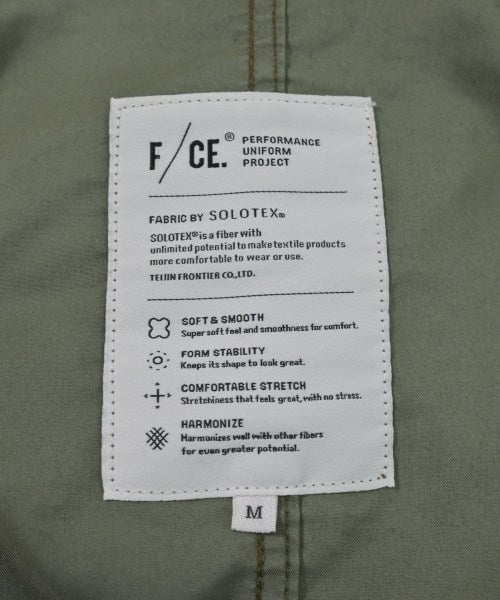 F/CE.® PERFORMANCE
UNIFORM
PROJECT
FABRIC BY SOLOTEX®
SOLOTEX® is a fiber with
unlimited potential to make textile products
more comfortable to wear or use.
TEIJIN FRONTIER CO., LTD.
SOFT & SMOOTH
Super soft feel and smoothness for comfort.
FORM STABILITY
Keeps its shape to look great.
COMFORTABLE STRETCH
Stretchiness that feels great, with no stress.
HARMONIZE
Harmonizes wall with other fibers
for even greater potential.
M